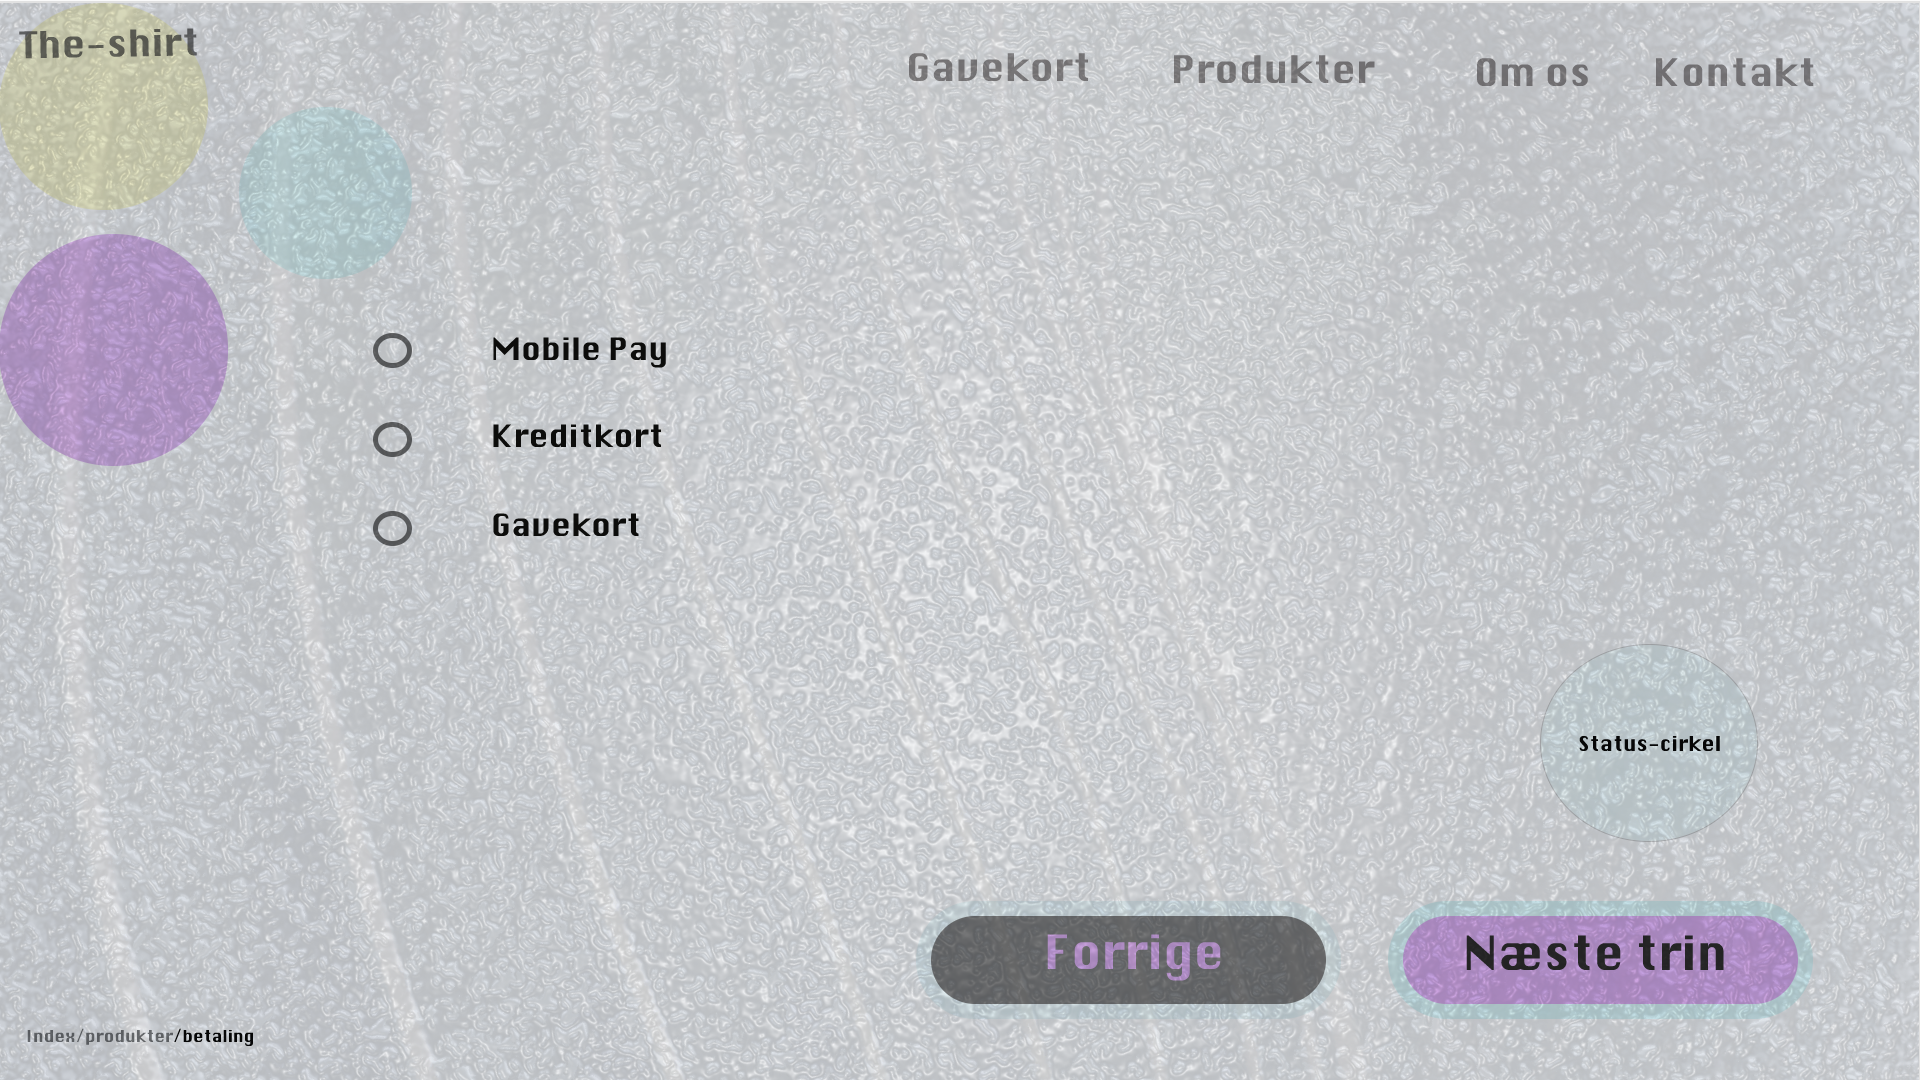 The-shirt
Gavekort
Produkter
Om os
Kontakt
Mobile Pay
Kreditkort
Gavekort
Status-cirkel
Forrige
Næste trin
Index/produkter/betaling